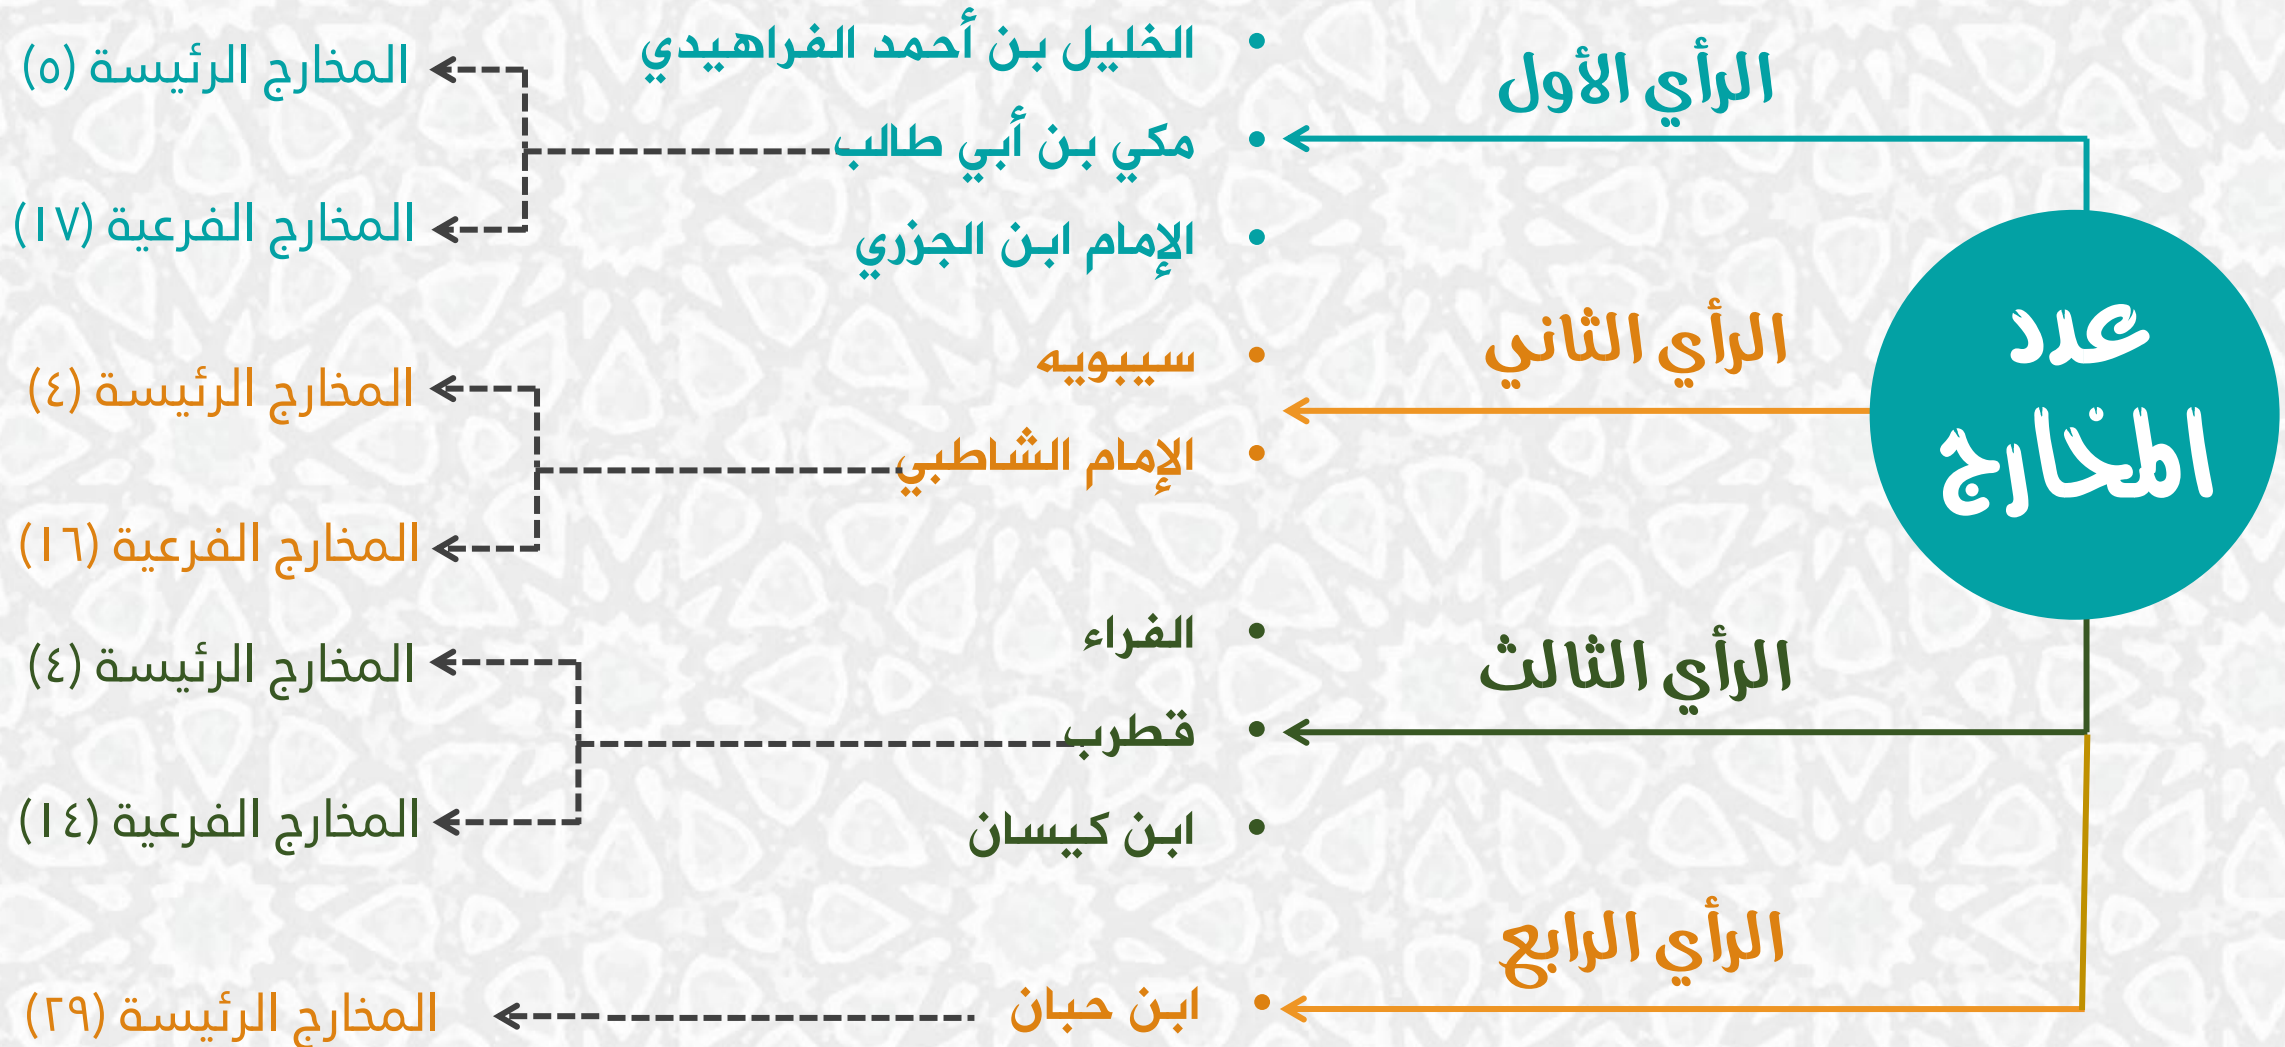 عدد
المخارج
الرأي الأول
• الخليل بن أحمد الفراهيدي
• مكي بن أبي طالب
• الإمام ابن الجزري
المخارج الرئيسة (٥)
المخارج الفرعية (١٧)
الرأي الثاني
• سيبويه
• الإمام الشاطبي
المخارج الرئيسة (٤)
المخارج الفرعية (١٦)
الرأي الثالث
• الفراء
• قطرب
• ابن كيسان
المخارج الرئيسة (٤)
المخارج الفرعية (١٤)
الرأي الرابع
• ابن حبان
المخارج الرئيسة (٢٩)